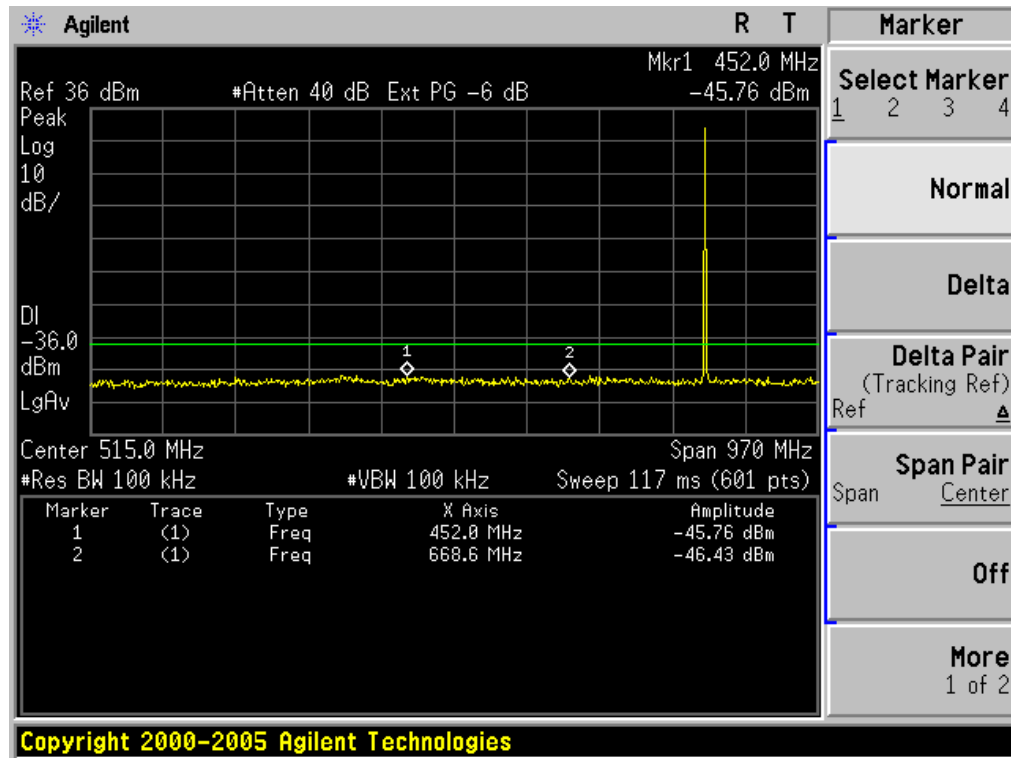 Agilent R T
Mkr1 452.0 MHz
Ref 36 dBm #Atten 40 dB Ext PG -6 dB -45.76 dBm
Peak
Log
10
dB/
DI
-36.0
dBm
LgAv
1 2
Center 515.0 MHz Span 970 MHz
#Res BW 100 kHz #VBW 100 kHz Sweep 117 ms (601 pts)
Marker Trace Type X Axis Amplitude
1 (1) Freq 452.0 MHz -45.76 dBm
2 (1) Freq 668.6 MHz -46.43 dBm
Marker
Select Marker
1 2 3 4
Normal
Delta
Delta Pair
(Tracking Ref)
Ref Δ
Span Pair
Span Center
Off
More
1 of 2
Copyright 2000-2005 Agilent Technologies